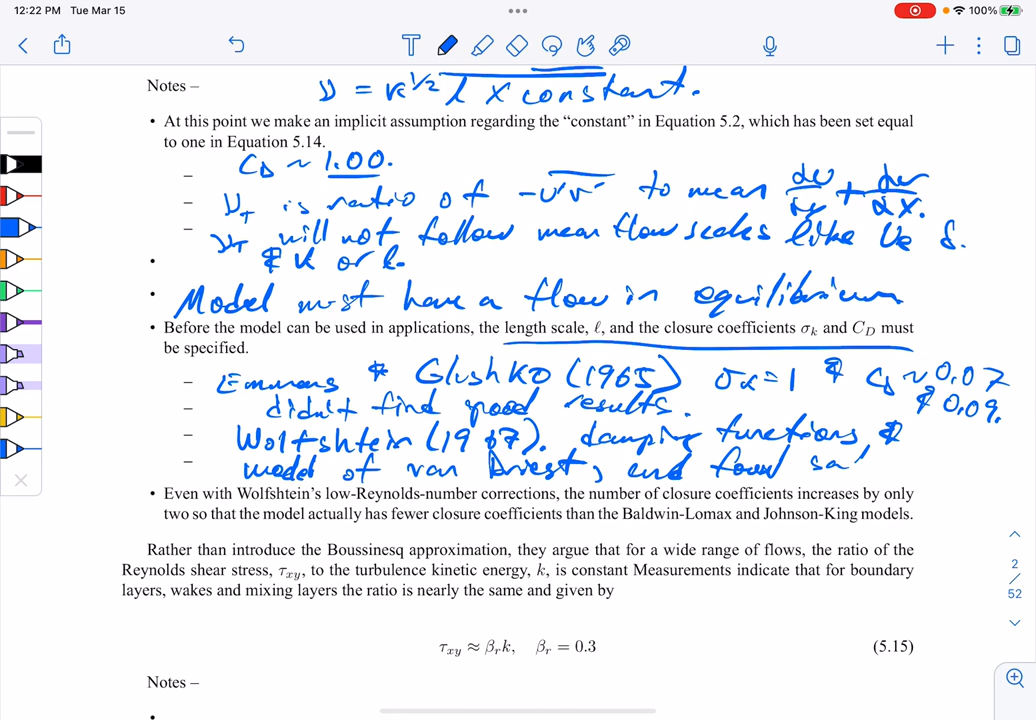 12:22 PM Tue Mar 15
100%
Notes –
ν = k^1/2 l x constant.
• At this point we make an implicit assumption regarding the “constant” in Equation 5.2, which has been set equal
to one in Equation 5.14.
– C_D ~ 1.00.
– ν_T is ratio of -u'v' to mean du/dy + dv/dx.
– ν_T will not follow mean flow scales like Ue δ.
• & k or l.
• Model must have a flow in equilibrium
• Before the model can be used in applications, the length scale, ℓ, and the closure coefficients σ_k and C_D must
be specified.
– Emmons & Glushko (1965) σk = 1 & C_D ~ 0.07
& 0.09.
– didn't find good results.
– Wolfshtein (1967). damping functions &
– model of van Driest, and found sa
• Even with Wolfshtein’s low-Reynolds-number corrections, the number of closure coefficients increases by only
two so that the model actually has fewer closure coefficients than the Baldwin-Lomax and Johnson-King models.
Rather than introduce the Boussinesq approximation, they argue that for a wide range of flows, the ratio of the
Reynolds shear stress, τ_xy, to the turbulence kinetic energy, k, is constant Measurements indicate that for boundary
layers, wakes and mixing layers the ratio is nearly the same and given by
τ_xy ≈ β_r k, β_r = 0.3 (5.15)
Notes –
•
2
/
52